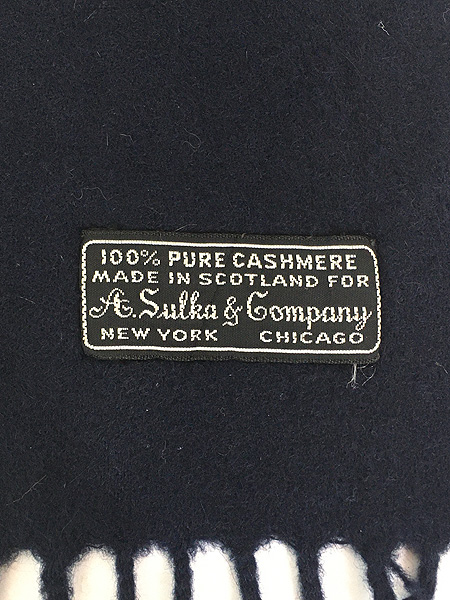 100% PURE CASHMERE
MADE IN SCOTLAND FOR
A. Sulka & Company
NEW YORK CHICAGO